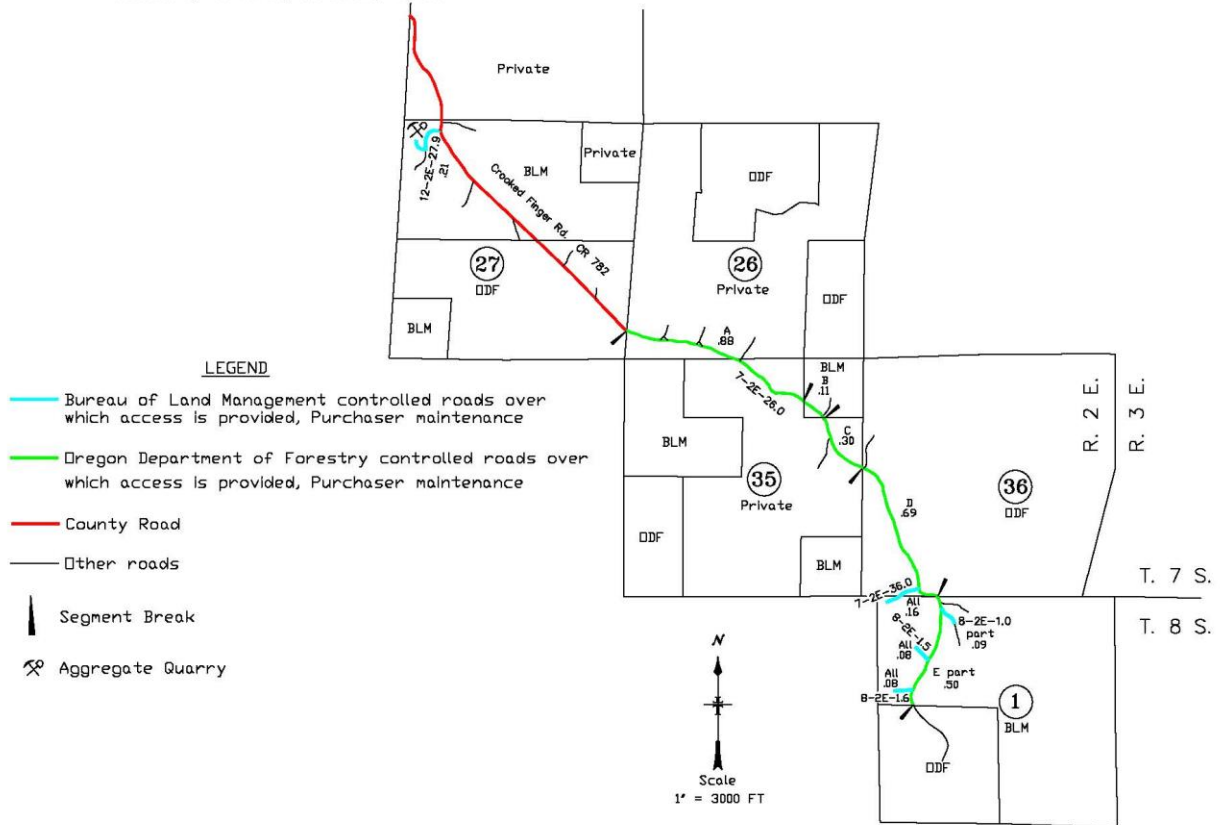 Private
12-2E-27.9
.21
BLM
Private
ODF
Crooked Finger Rd. CR 782
27
ODF
26
Private
ODF
BLM
A
.88
7-2E-26.0
BLM
B
.11
R. 2 E.
R. 3 E.
LEGEND
Bureau of Land Management controlled roads over
which access is provided, Purchaser maintenance
Oregon Department of Forestry controlled roads over
which access is provided, Purchaser maintenance
County Road
Other roads
Segment Break
Aggregate Quarry
BLM
C
.30
35
Private
36
ODF
D
.69
ODF
BLM
T. 7 S.
7-2E-36.0
All
.16
T. 8 S.
8-2E-1.0
part
.09
8-2E-1.5
All
.08
E part
.50
All
.08
8-2E-1.6
1
BLM
ODF
N
Scale
1" = 3000 FT